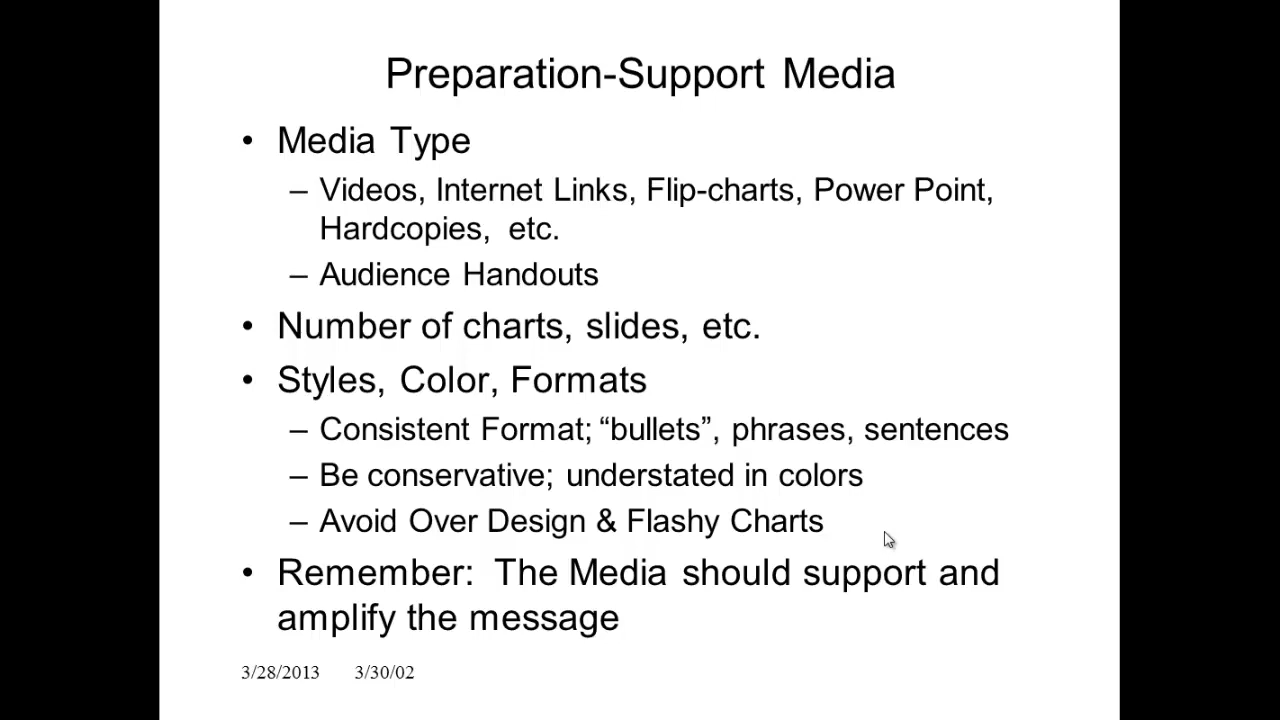 Preparation-Support Media
• Media Type
– Videos, Internet Links, Flip-charts, Power Point,
Hardcopies, etc.
– Audience Handouts
• Number of charts, slides, etc.
• Styles, Color, Formats
– Consistent Format; “bullets”, phrases, sentences
– Be conservative; understated in colors
– Avoid Over Design & Flashy Charts
• Remember: The Media should support and
amplify the message
3/28/2013 3/30/02